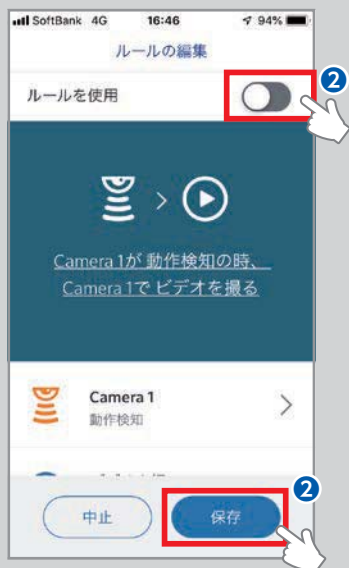 SoftBank 4G 16:46 94%
ルールの編集
ルールを使用
2
Camera 1が 動作検知の時、
Camera 1で ビデオを撮る
Camera 1
動作検知
2
中止
保存